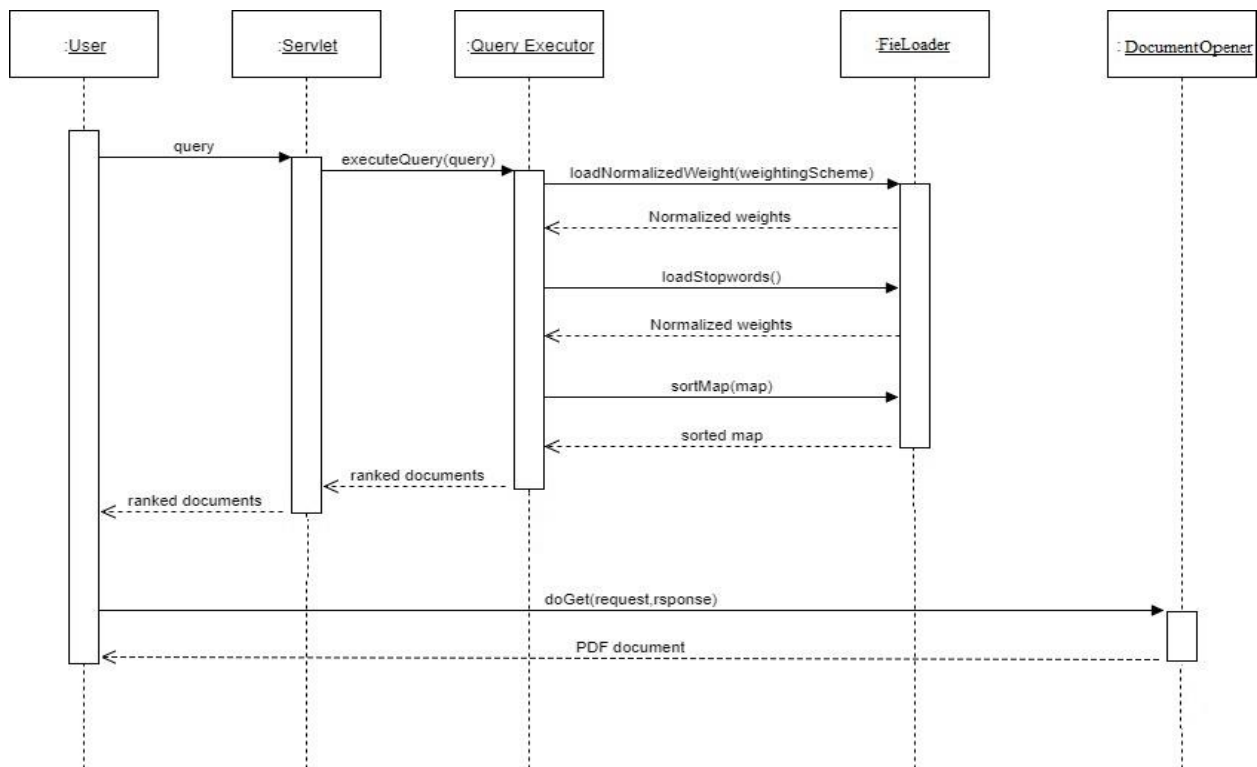 :User
:Servlet
:Query Executor
:FieLoader
: DocumentOpener
query
executeQuery(query)
loadNormalizedWeight(weightingScheme)
Normalized weights
loadStopwords()
Normalized weights
sortMap(map)
sorted map
ranked documents
ranked documents
doGet(request,rsponse)
PDF document